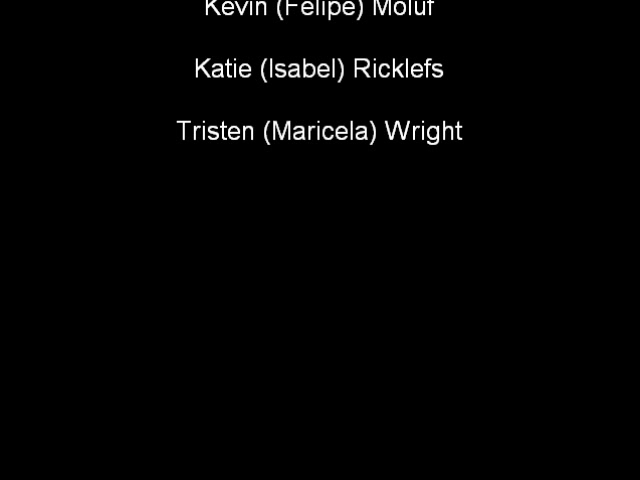 Kevin (Felipe) Moluf
Katie (Isabel) Ricklefs
Tristen (Maricela) Wright